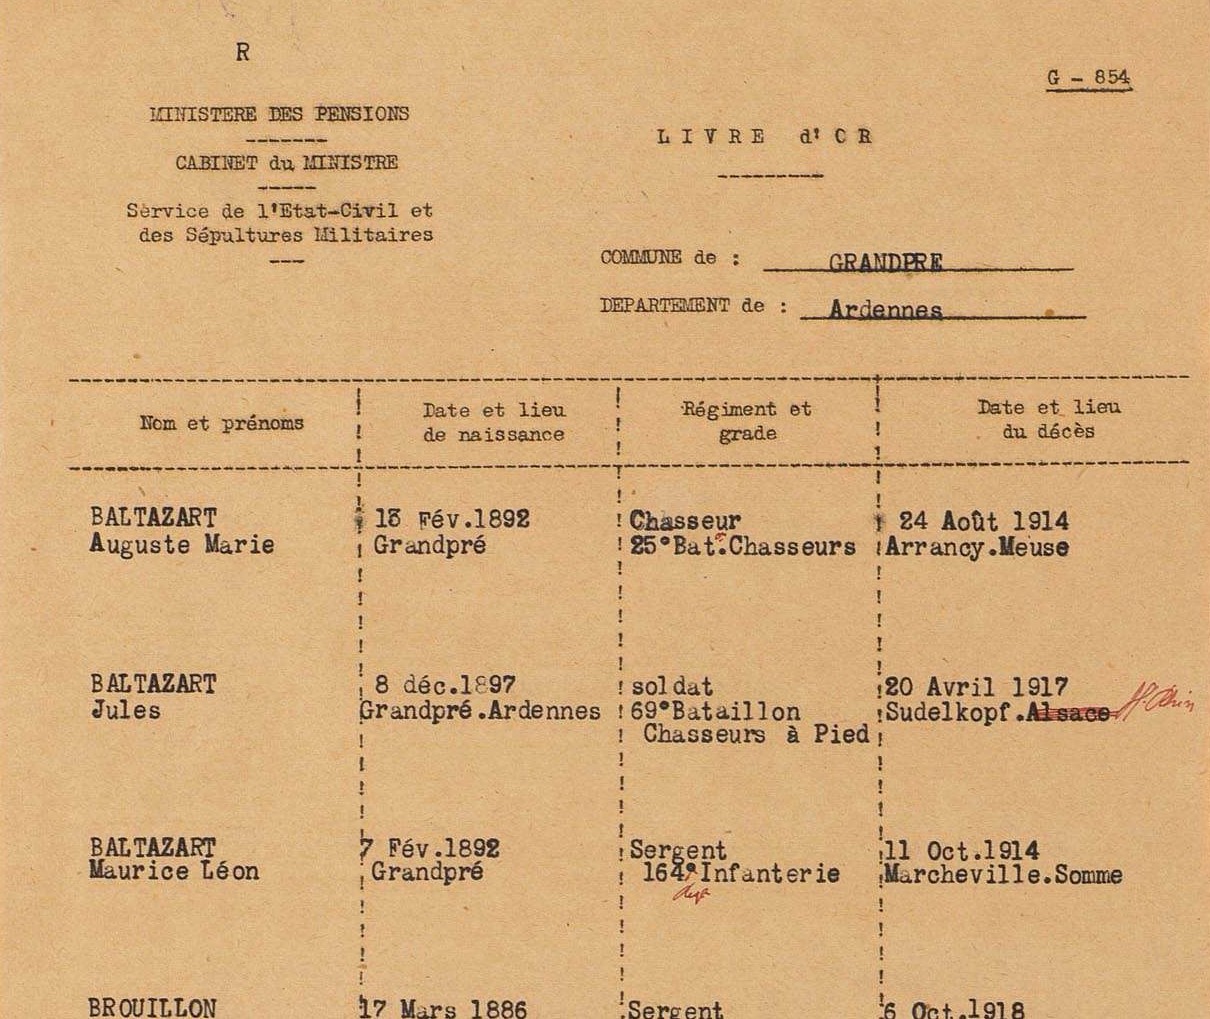 R
G - 854
MINISTERE DES PENSIONS
CABINET du MINISTRE
Service de l'Etat-Civil et
des Sépultures Militaires
LIVRE d'OR
COMMUNE de : GRANDPRE
DEPARTEMENT de : Ardennes
Nom et prénoms
Date et lieu
de naissance
Régiment et
grade
Date et lieu
du décès
BALTAZART
Auguste Marie
13 Fév.1892
Grandpré
Chasseur
25°Bat.Chasseurs
24 Août 1914
Arrancy.Meuse
BALTAZART
Jules
8 déc.1897
Grandpré.Ardennes
soldat
69°Bataillon
Chasseurs à Pied
20 Avril 1917
Sudelkopf.Alsace
BALTAZART
Maurice Léon
7 Fév.1892
Grandpré
Sergent
164°Infanterie
11 Oct.1914
Marcheville.Somme
BROUILLON
17 Mars 1886
Sergent
6 Oct.1918